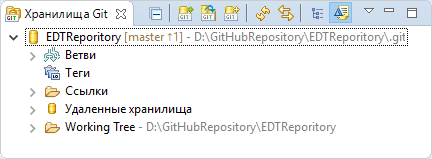 Хранилища Git
EDTReporitory [master ↑1] - D:\GitHubRepository\EDTReporitory\.git
Ветви
Теги
Ссылки
Удаленные хранилища
Working Tree - D:\GitHubRepository\EDTReporitory